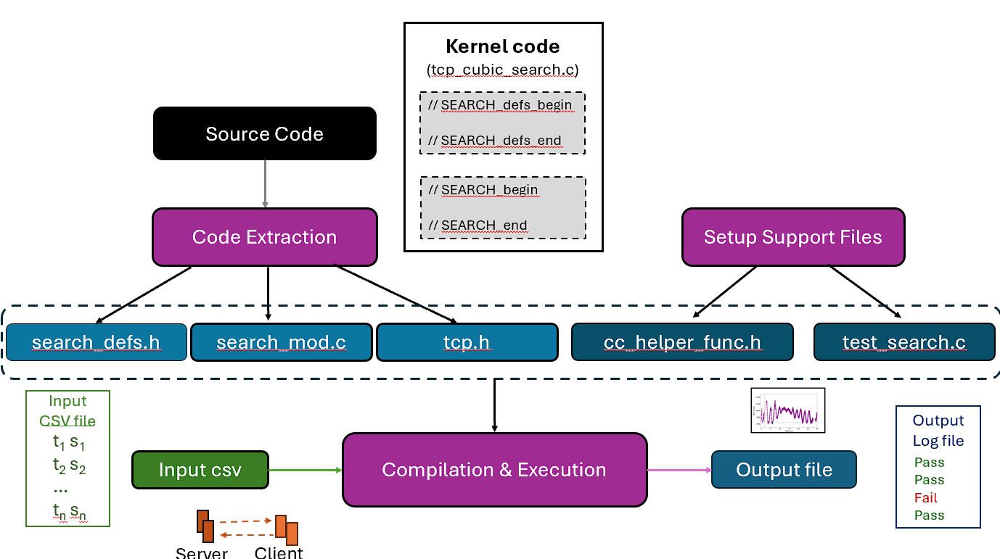 Kernel code
(tcp_cubic_search.c)
// SEARCH_defs_begin
// SEARCH_defs_end
// SEARCH_begin
// SEARCH_end
Source Code
Code Extraction
Setup Support Files
search_defs.h
search_mod.c
tcp.h
cc_helper_func.h
test_search.c
Input
CSV file
t1 s1
t2 s2
...
tn sn
Input csv
Compilation & Execution
Output file
Output
Log file
Pass
Pass
Fail
Pass
Server
Client